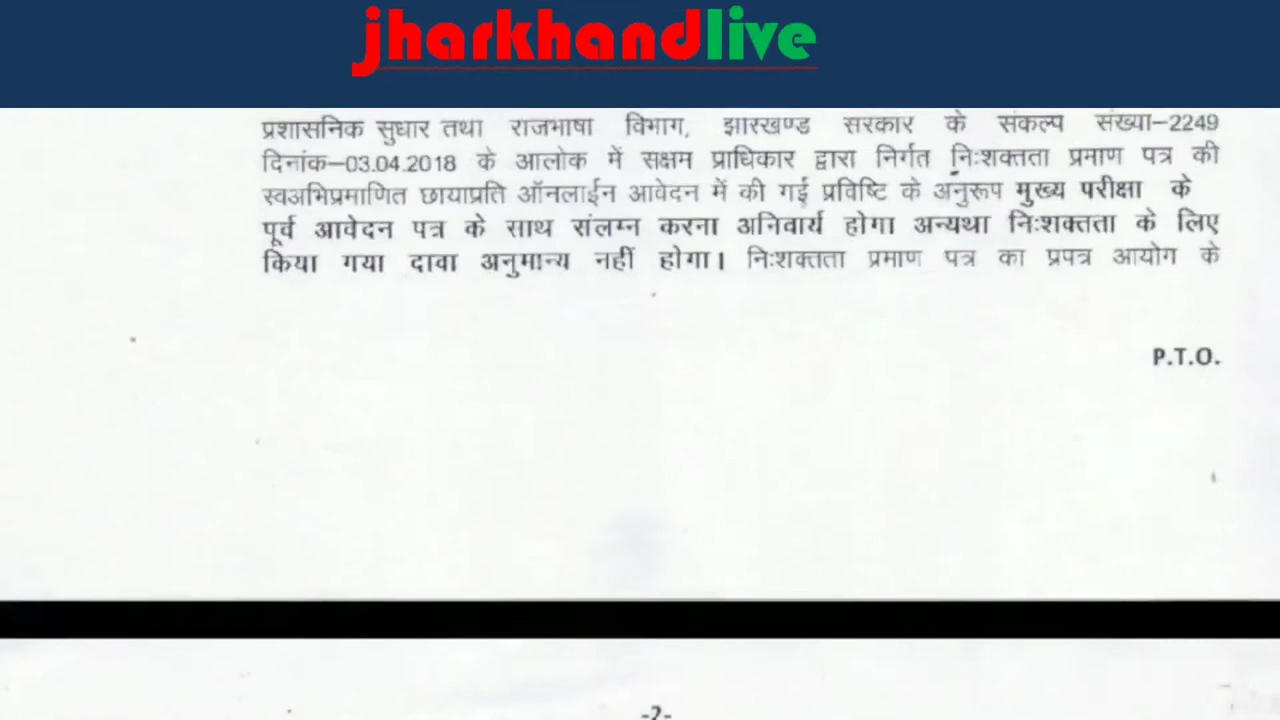 jharkhandlive
प्रशासनिक सुधार तथा राजभाषा विभाग, झारखण्ड सरकार के संकल्प संख्या–2249
दिनांक–03.04.2018 के आलोक में सक्षम प्राधिकार द्वारा निर्गत निःशक्तता प्रमाण पत्र की
स्वअभिप्रमाणित छायाप्रति ऑनलाईन आवेदन में की गई प्रविष्टि के अनुरूप मुख्य परीक्षा के
पूर्व आवेदन पत्र के साथ संलग्न करना अनिवार्य होगा अन्यथा निःशक्तता के लिए
किया गया दावा अनुमान्य नहीं होगा। निःशक्तता प्रमाण पत्र का प्रपत्र आयोग के
P.T.O.
-2-